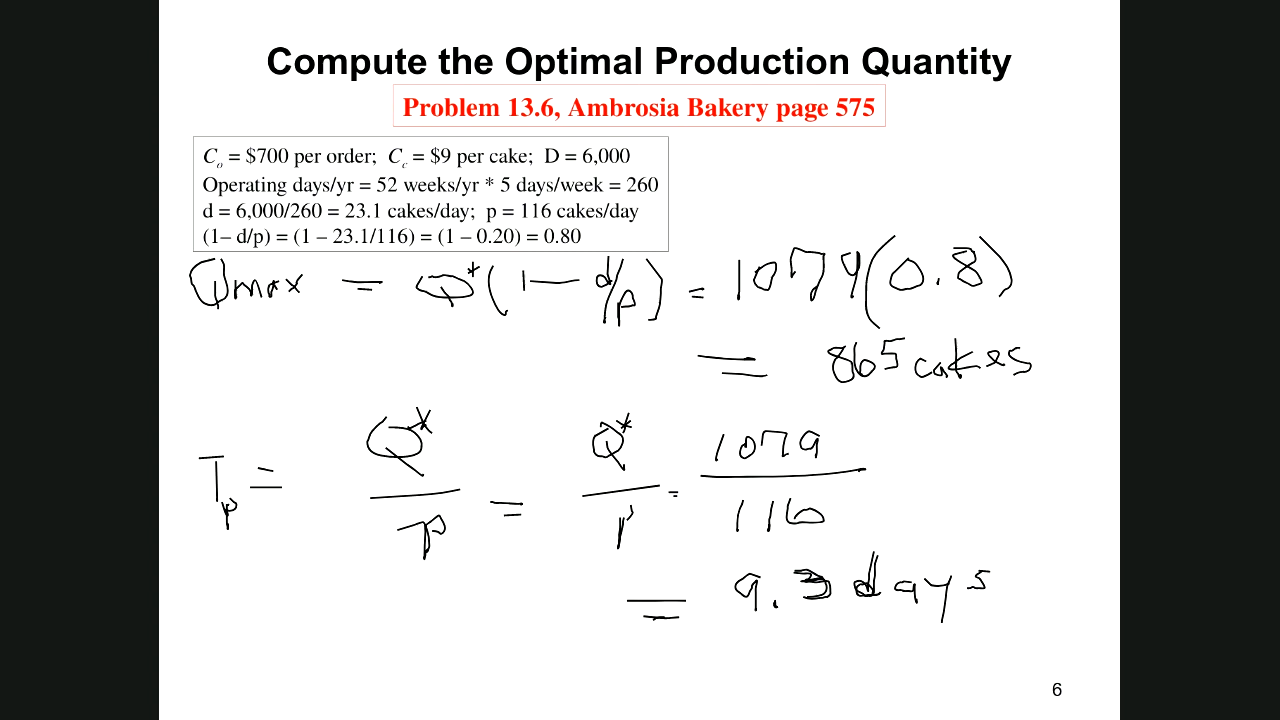 Compute the Optimal Production Quantity
Problem 13.6, Ambrosia Bakery page 575
Co = $700 per order; Cc = $9 per cake; D = 6,000
Operating days/yr = 52 weeks/yr * 5 days/week = 260
d = 6,000/260 = 23.1 cakes/day; p = 116 cakes/day
(1– d/p) = (1 – 23.1/116) = (1 – 0.20) = 0.80
Qmax = Q*(1 – d/p) = 1079(0.8)
= 865 cakes
Tp = Q*/p = Q*/p = 1079/116
= 9.3 days
6